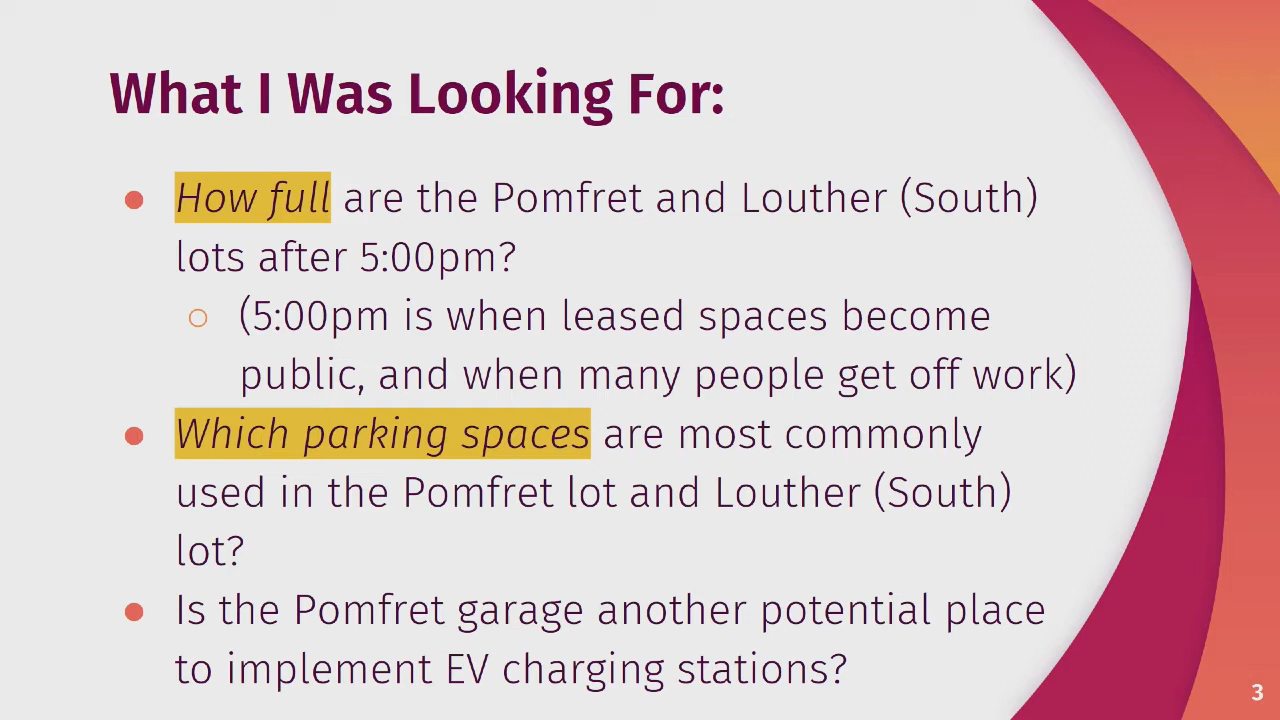 What I Was Looking For:
● How full are the Pomfret and Louther (South)
lots after 5:00pm?
○ (5:00pm is when leased spaces become
public, and when many people get off work)
● Which parking spaces are most commonly
used in the Pomfret lot and Louther (South)
lot?
● Is the Pomfret garage another potential place
to implement EV charging stations?
3